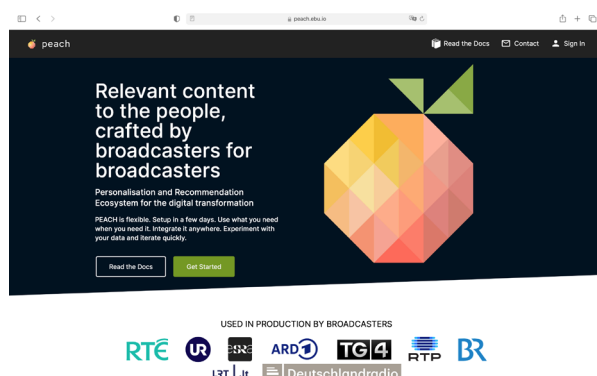 peach.ebu.io
peach
Read the Docs
Contact
Sign In
Relevant content
to the people,
crafted by
broadcasters for
broadcasters
Personalisation and Recommendation
Ecosystem for the digital transformation
PEACH is flexible. Setup in a few days. Use what you need
when you need it. Integrate it anywhere. Experiment with
your data and iterate quickly.
Read the Docs
Get Started
USED IN PRODUCTION BY BROADCASTERS
RTÉ
UR
ARD 1
TG4
RTP
BR
LRT lt
Deutschlandradio